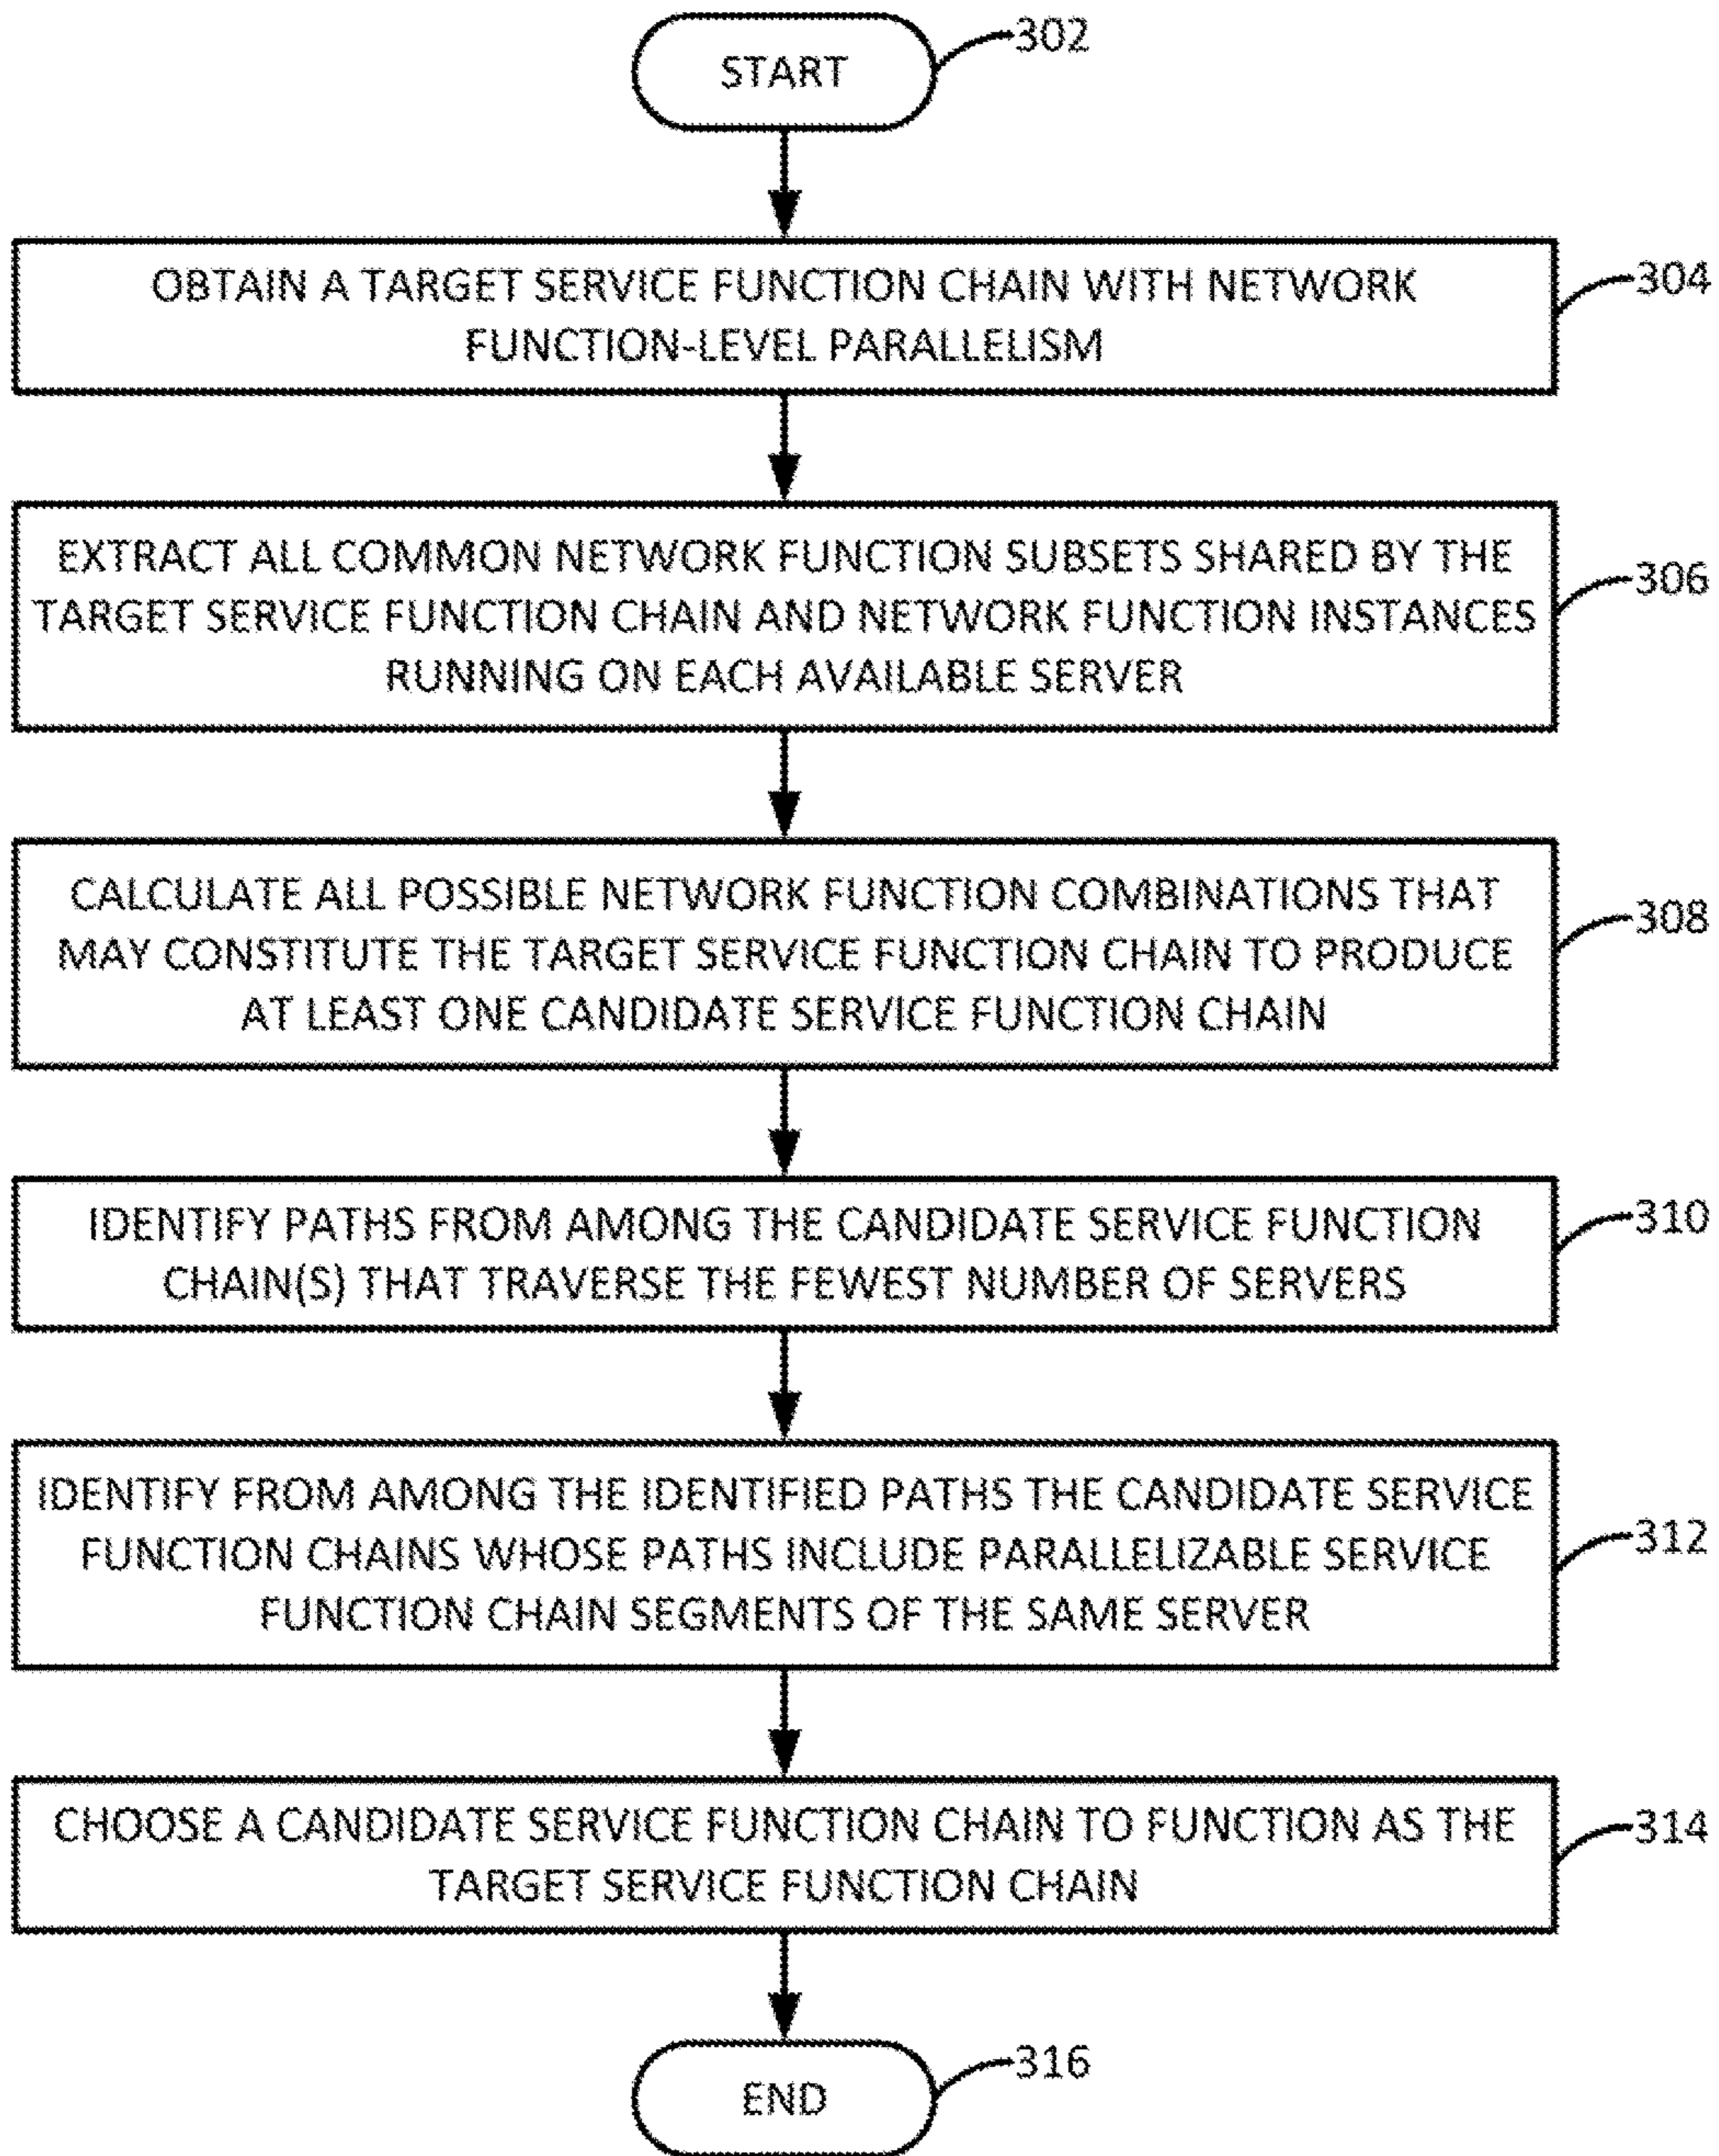 START
302
OBTAIN A TARGET SERVICE FUNCTION CHAIN WITH NETWORK
FUNCTION-LEVEL PARALLELISM
304
EXTRACT ALL COMMON NETWORK FUNCTION SUBSETS SHARED BY THE
TARGET SERVICE FUNCTION CHAIN AND NETWORK FUNCTION INSTANCES
RUNNING ON EACH AVAILABLE SERVER
306
CALCULATE ALL POSSIBLE NETWORK FUNCTION COMBINATIONS THAT
MAY CONSTITUTE THE TARGET SERVICE FUNCTION CHAIN TO PRODUCE
AT LEAST ONE CANDIDATE SERVICE FUNCTION CHAIN
308
IDENTIFY PATHS FROM AMONG THE CANDIDATE SERVICE FUNCTION
CHAIN(S) THAT TRAVERSE THE FEWEST NUMBER OF SERVERS
310
IDENTIFY FROM AMONG THE IDENTIFIED PATHS THE CANDIDATE SERVICE
FUNCTION CHAINS WHOSE PATHS INCLUDE PARALLELIZABLE SERVICE
FUNCTION CHAIN SEGMENTS OF THE SAME SERVER
312
CHOOSE A CANDIDATE SERVICE FUNCTION CHAIN TO FUNCTION AS THE
TARGET SERVICE FUNCTION CHAIN
314
END
316